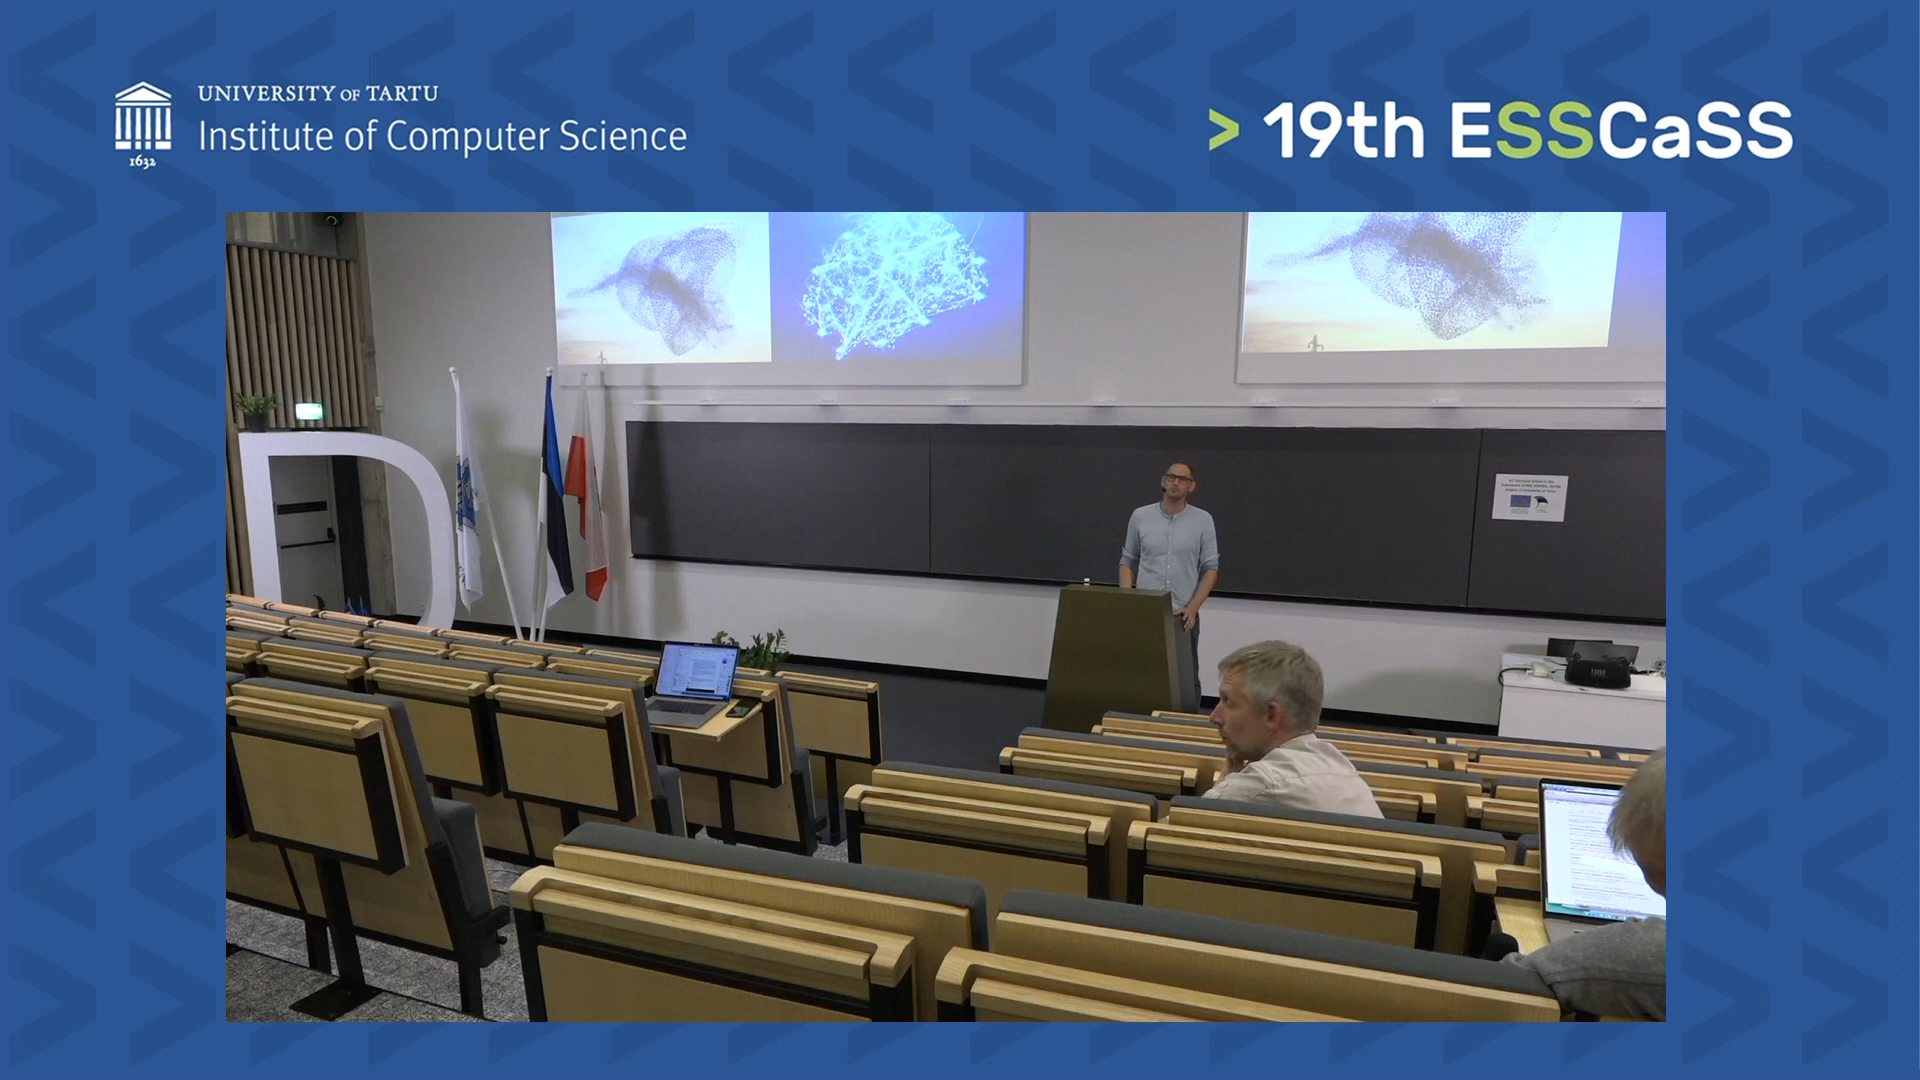 UNIVERSITY OF TARTU
Institute of Computer Science
1632
> 19th ESSCaSS